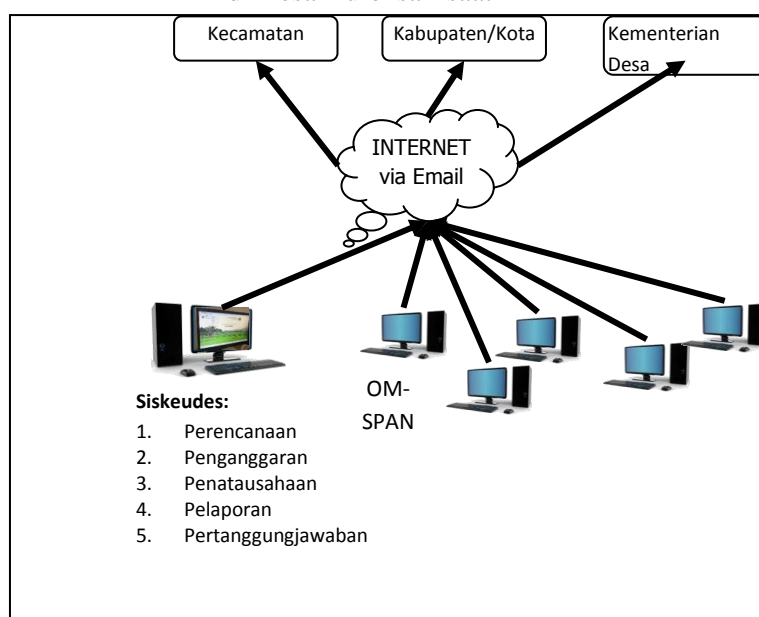 Kecamatan
Kabupaten/Kota
Kementerian
Desa
INTERNET
via Email
OM-
SPAN
Siskeudes:
1. Perencanaan
2. Penganggaran
3. Penatausahaan
4. Pelaporan
5. Pertanggungjawaban